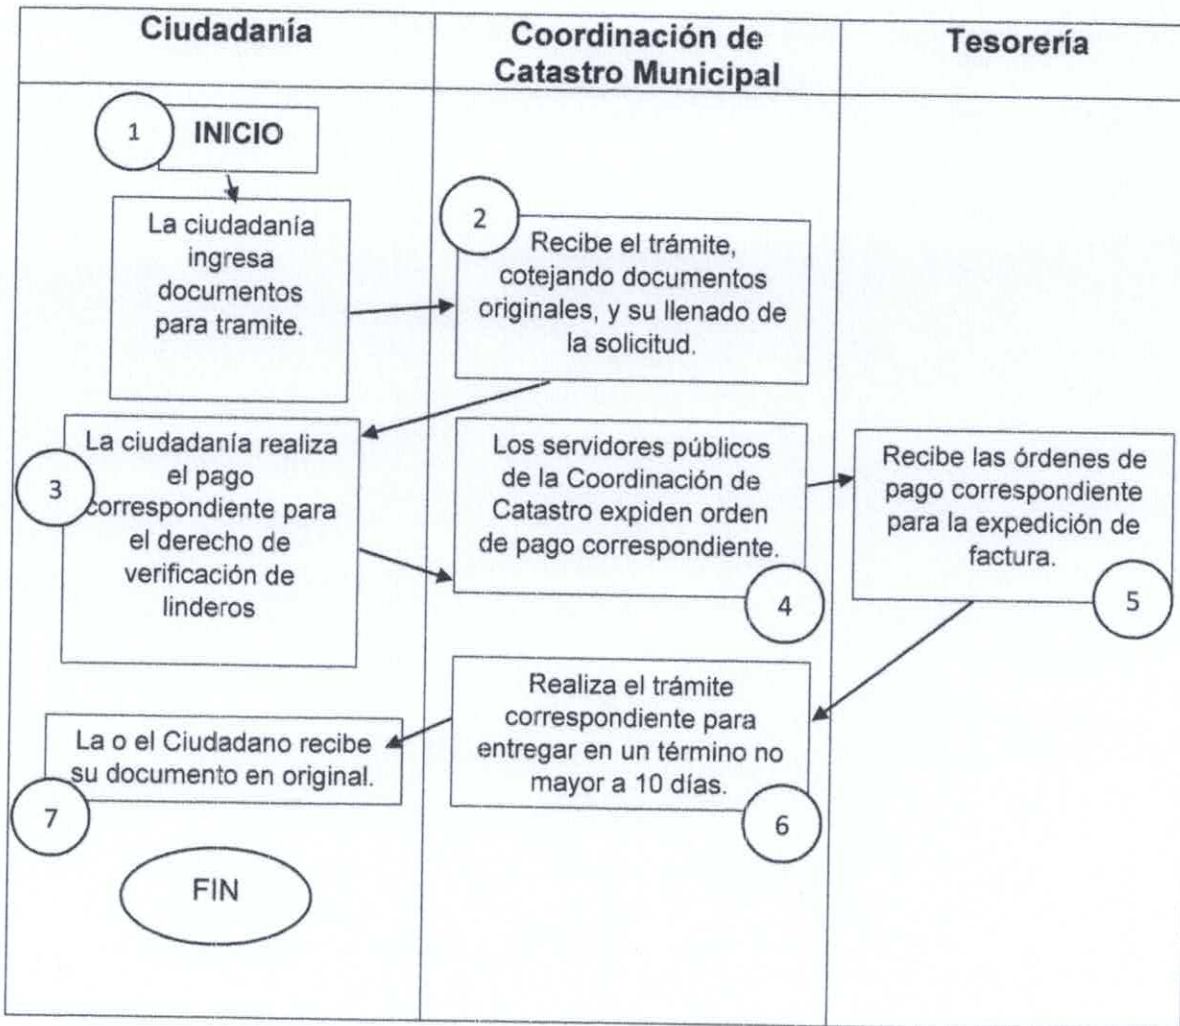 Ciudadanía
Coordinación de
Catastro Municipal
Tesorería
1
INICIO
La ciudadanía
ingresa
documentos
para tramite.
2
Recibe el trámite,
cotejando documentos
originales, y su llenado de
la solicitud.
3
La ciudadanía realiza
el pago
correspondiente para
el derecho de
verificación de
linderos
Los servidores públicos
de la Coordinación de
Catastro expiden orden
de pago correspondiente.
4
Recibe las órdenes de
pago correspondiente
para la expedición de
factura.
5
Realiza el trámite
correspondiente para
entregar en un término no
mayor a 10 días.
6
La o el Ciudadano recibe
su documento en original.
7
FIN